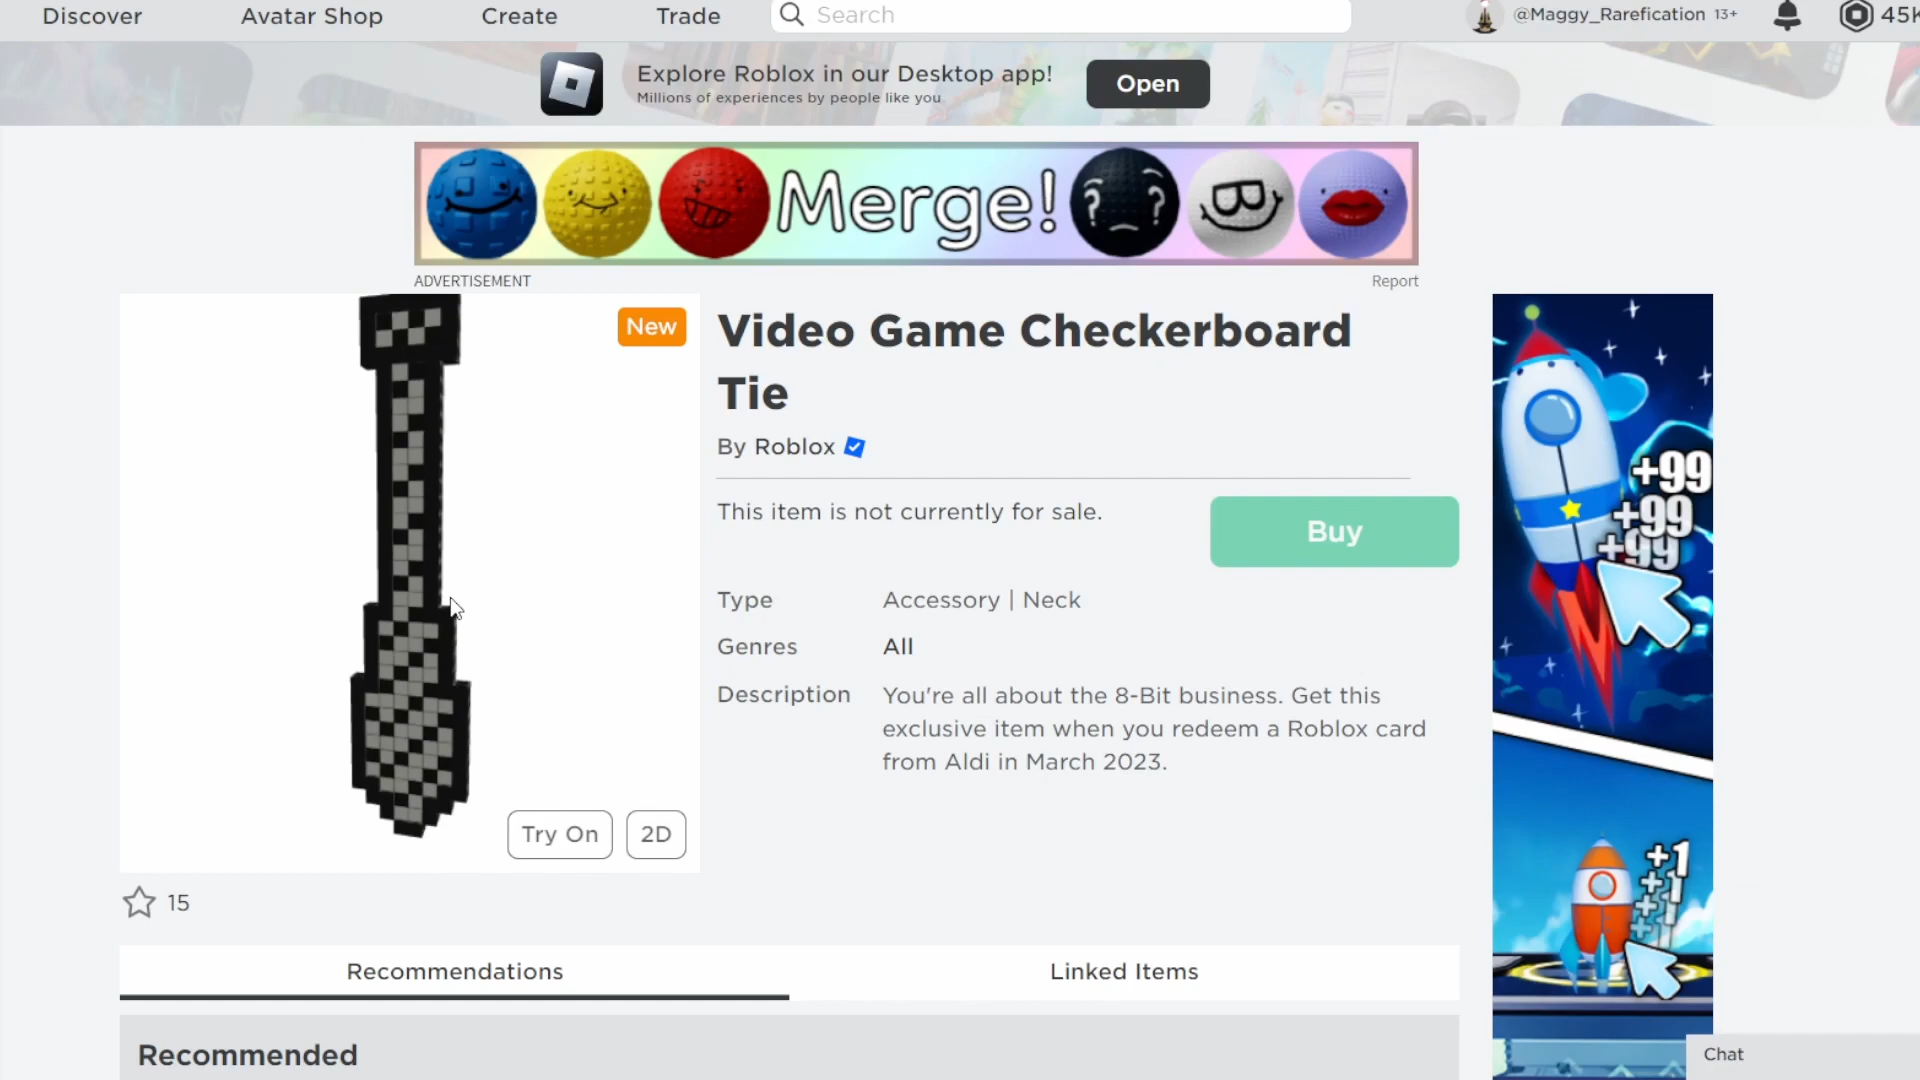 Discover Avatar Shop Create Trade Search @Maggy_Rarefication 13+ 45K
Explore Roblox in our Desktop app!
Millions of experiences by people like you
Open
Merge!
ADVERTISEMENT Report
New
Video Game Checkerboard
Tie
By Roblox
This item is not currently for sale.
Buy
Type Accessory | Neck
Genres All
Description You're all about the 8-Bit business. Get this
exclusive item when you redeem a Roblox card
from Aldi in March 2023.
Try On 2D
15
+99
+99
+99
+1
+1
+
+
Recommendations Linked Items
Recommended
Chat